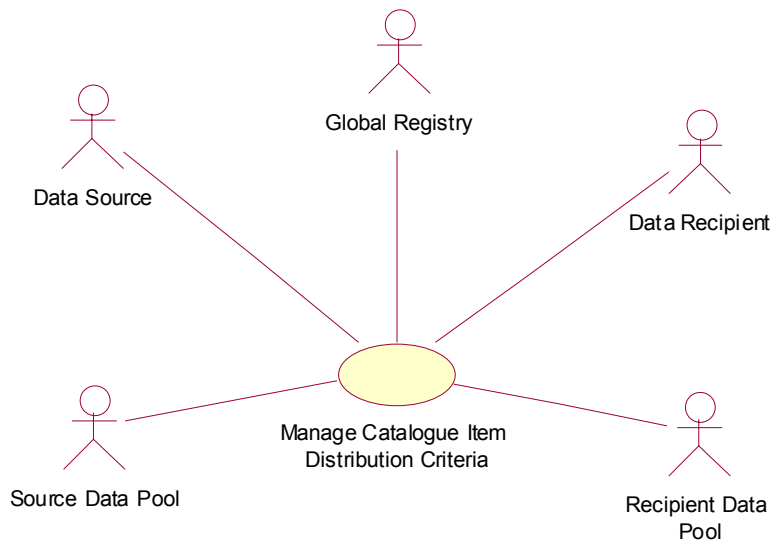 Global Registry
Data Source
Data Recipient
Manage Catalogue Item
Distribution Criteria
Source Data Pool
Recipient Data
Pool